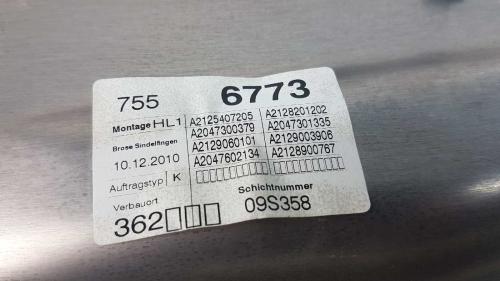 755 6773
Montage HL1 A2125407205 A2128201202
A2047300379 A2047301335
Brose Sindelfingen A2129060101 A2129003906
10.12.2010 A2047602134 A2128900767
Auftragstyp K
Verbauort Schichtnummer
362 09S358